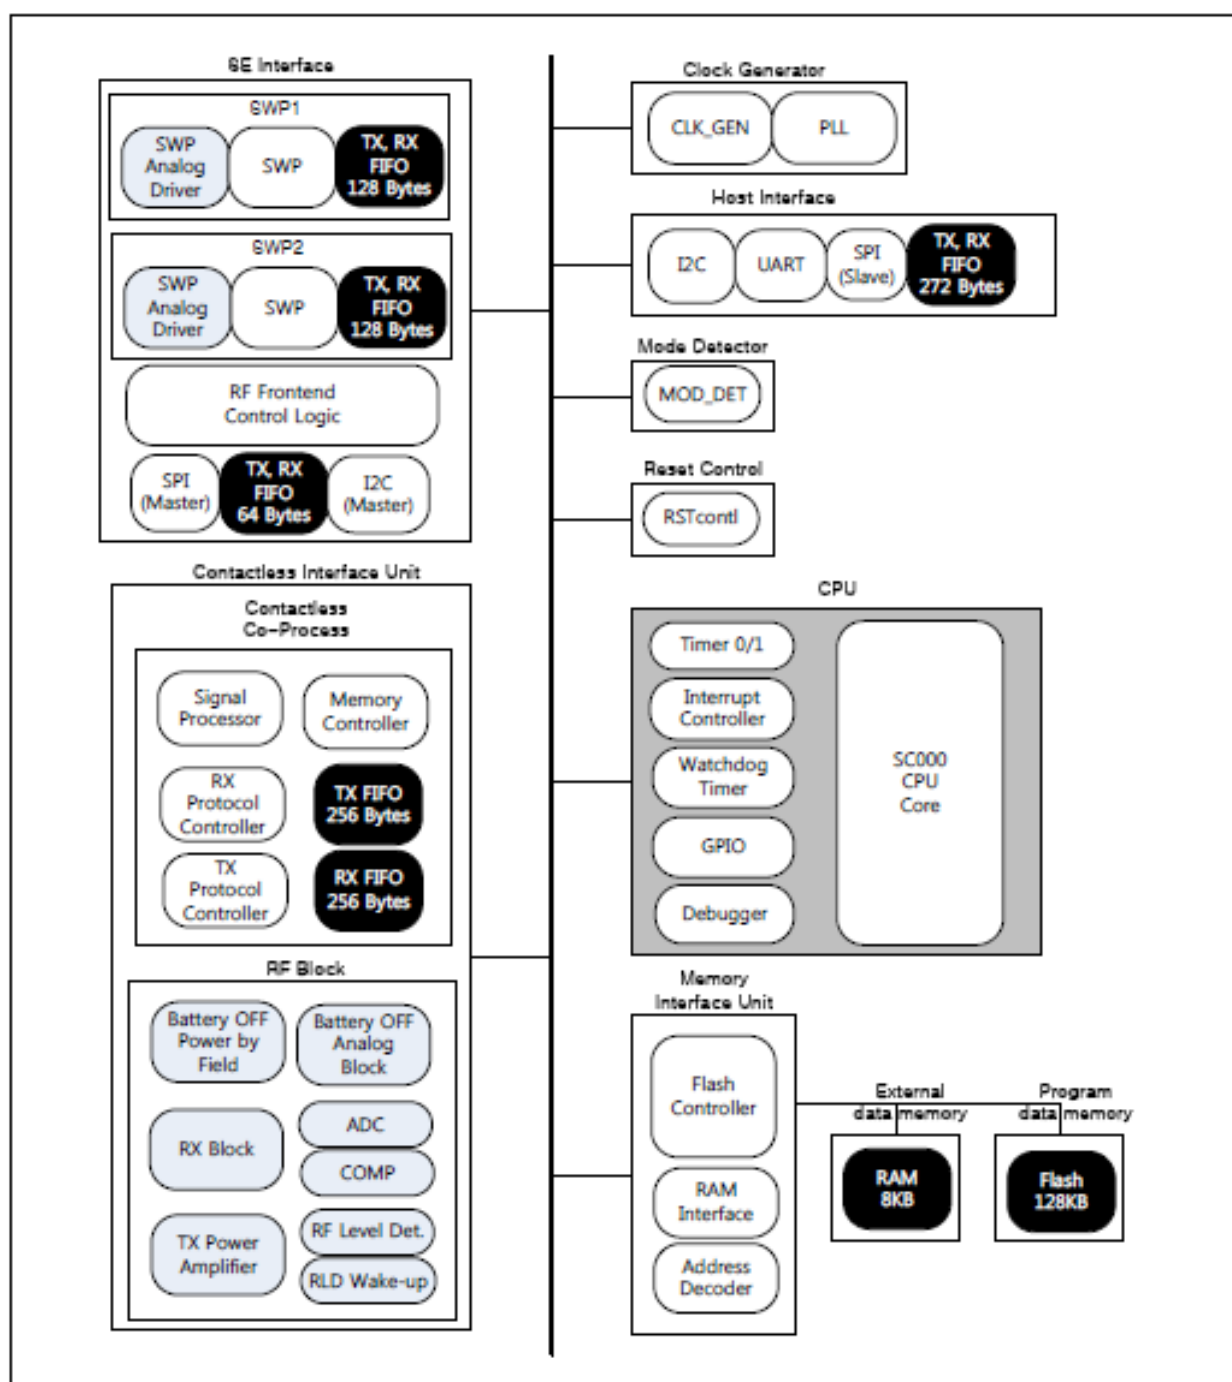 SE Interface
SWP1
SWP
Analog
Driver
SWP
TX, RX
FIFO
128 Bytes
SWP2
SWP
Analog
Driver
SWP
TX, RX
FIFO
128 Bytes
RF Frontend
Control Logic
SPI
(Master)
TX, RX
FIFO
64 Bytes
I2C
(Master)
Contactless Interface Unit
Contactless
Co-Process
Signal
Processor
Memory
Controller
RX
Protocol
Controller
TX FIFO
256 Bytes
TX
Protocol
Controller
RX FIFO
256 Bytes
RF Block
Battery OFF
Power by
Field
Battery OFF
Analog
Block
RX Block
ADC
COMP
TX Power
Amplifier
RF Level Det.
RLD Wake-up
Clock Generator
CLK_GEN
PLL
Host Interface
I2C
UART
SPI
(Slave)
TX, RX
FIFO
272 Bytes
Mode Detector
MOD_DET
Reset Control
RSTcontl
CPU
Timer 0/1
Interrupt
Controller
Watchdog
Timer
GPIO
Debugger
SC000
CPU
Core
Memory
Interface Unit
Flash
Controller
RAM
Interface
Address
Decoder
External
data memory
RAM
8KB
Program
data memory
Flash
128KB